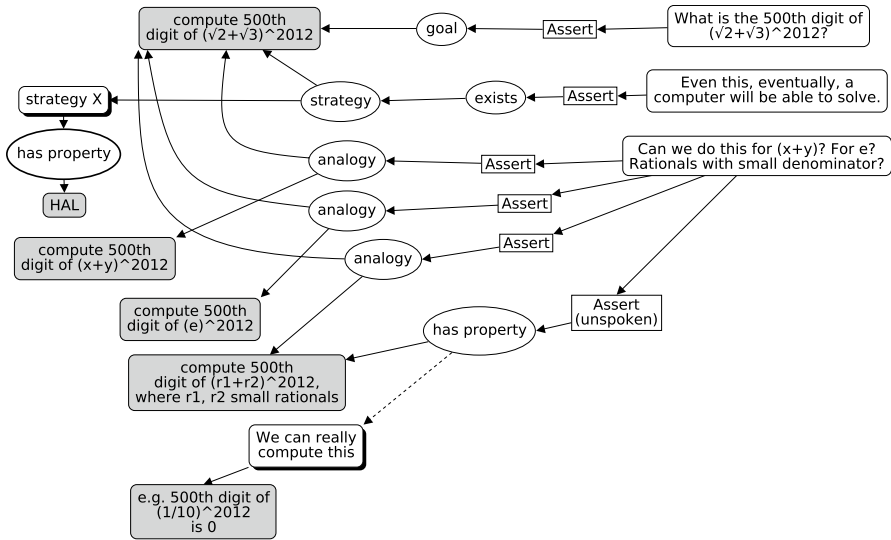 compute 500th
digit of (√2+√3)^2012
goal
Assert
What is the 500th digit of
(√2+√3)^2012?
strategy X
strategy
exists
Assert
Even this, eventually, a
computer will be able to solve.
has property
HAL
analogy
Assert
Can we do this for (x+y)? For e?
Rationals with small denominator?
analogy
Assert
analogy
Assert
compute 500th
digit of (x+y)^2012
compute 500th
digit of (e)^2012
has property
Assert
(unspoken)
compute 500th
digit of (r1+r2)^2012,
where r1, r2 small rationals
We can really
compute this
e.g. 500th digit of
(1/10)^2012
is 0